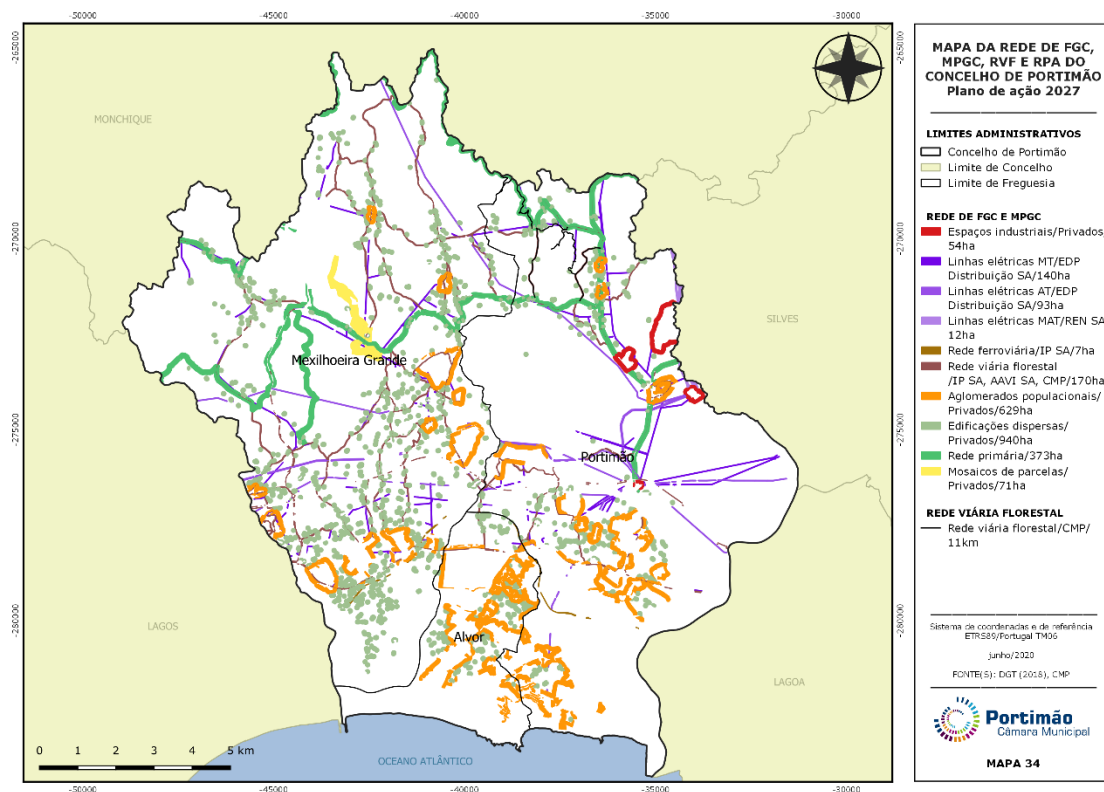 -50000
-45000
-40000
-35000
-30000
-265000
-265000
MONCHIQUE
-270000
-270000
SILVES
Mexilhoeira Grande
-275000
-275000
Portimão
-280000
-280000
LAGOS
Alvor
LAGOA
0 1 2 3 4 5 km
OCEANO ATLÂNTICO
-50000
-45000
-40000
-35000
-30000
MAPA DA REDE DE FGC,
MPGC, RVF E RPA DO
CONCELHO DE PORTIMÃO
Plano de ação 2027
LIMITES ADMINISTRATIVOS
Concelho de Portimão
Limite de Concelho
Limite de Freguesia
REDE DE FGC E MPGC
Espaços industriais/Privados/
54ha
Linhas elétricas MT/EDP
Distribuição SA/140ha
Linhas elétricas AT/EDP
Distribuição SA/93ha
Linhas elétricas MAT/REN SA
12ha
Rede ferroviária/IP SA/7ha
Rede viária florestal
/IP SA, AAVI SA, CMP/170ha
Aglomerados populacionais/
Privados/629ha
Edificações dispersas/
Privados/940ha
Rede primária/373ha
Mosaicos de parcelas/
Privados/71ha
REDE VIÁRIA FLORESTAL
Rede viária florestal/CMP/
11km
Sistema de coordenadas e de referência
ETRS89/Portugal TM06
junho/2020
FONTE(S): DGT (2018), CMP
Portimão
Câmara Municipal
MAPA 34